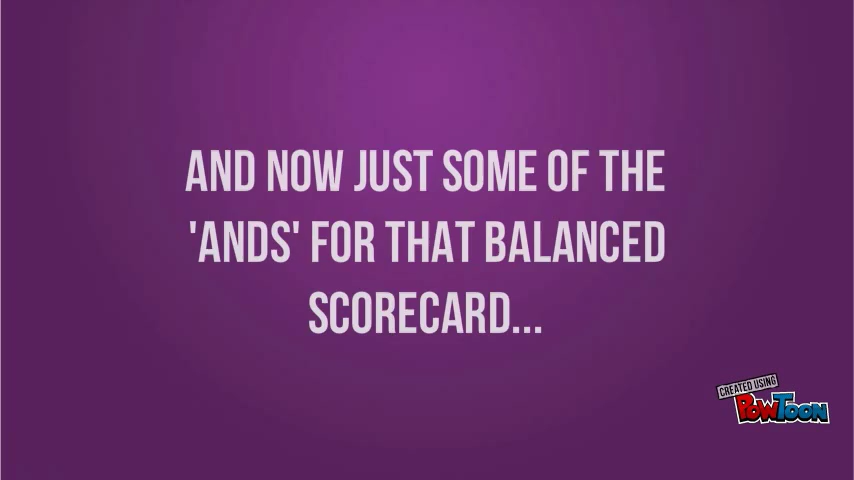 AND NOW JUST SOME OF THE
'ANDS' FOR THAT BALANCED
SCORECARD...
CREATED USING
POWTOON